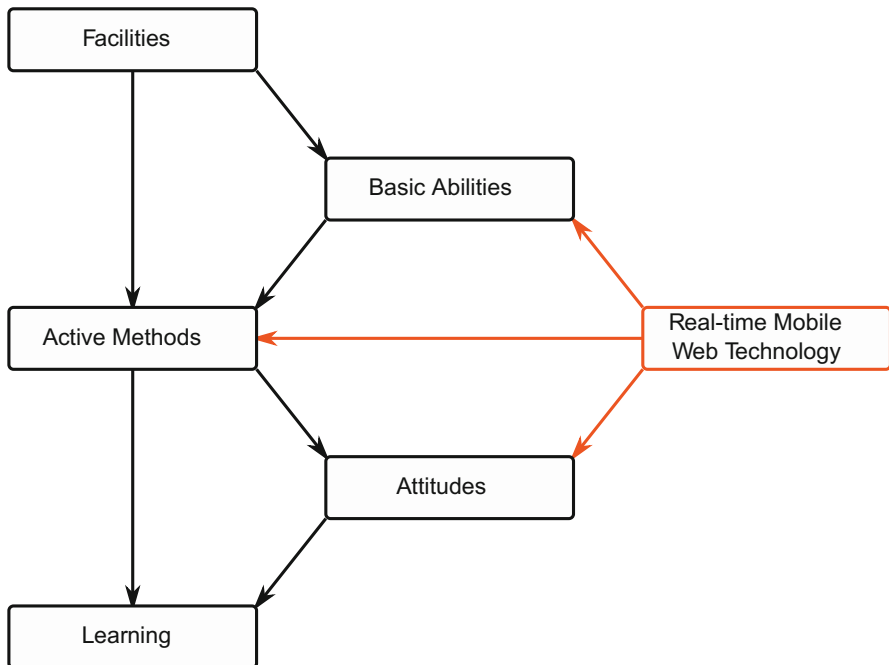 Facilities
Basic Abilities
Active Methods
Real-time Mobile
Web Technology
Attitudes
Learning